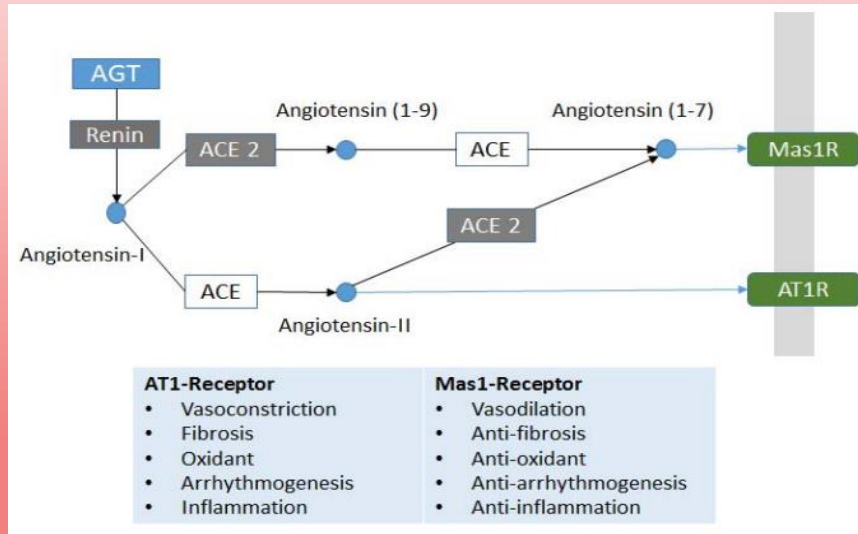 AGT
Renin
Angiotensin (1-9)
Angiotensin (1-7)
ACE 2
ACE
Mas1R
ACE 2
Angiotensin-I
ACE
AT1R
Angiotensin-II
AT1-Receptor
• Vasoconstriction
• Fibrosis
• Oxidant
• Arrhythmogenesis
• Inflammation
Mas1-Receptor
• Vasodilation
• Anti-fibrosis
• Anti-oxidant
• Anti-arrhythmogenesis
• Anti-inflammation